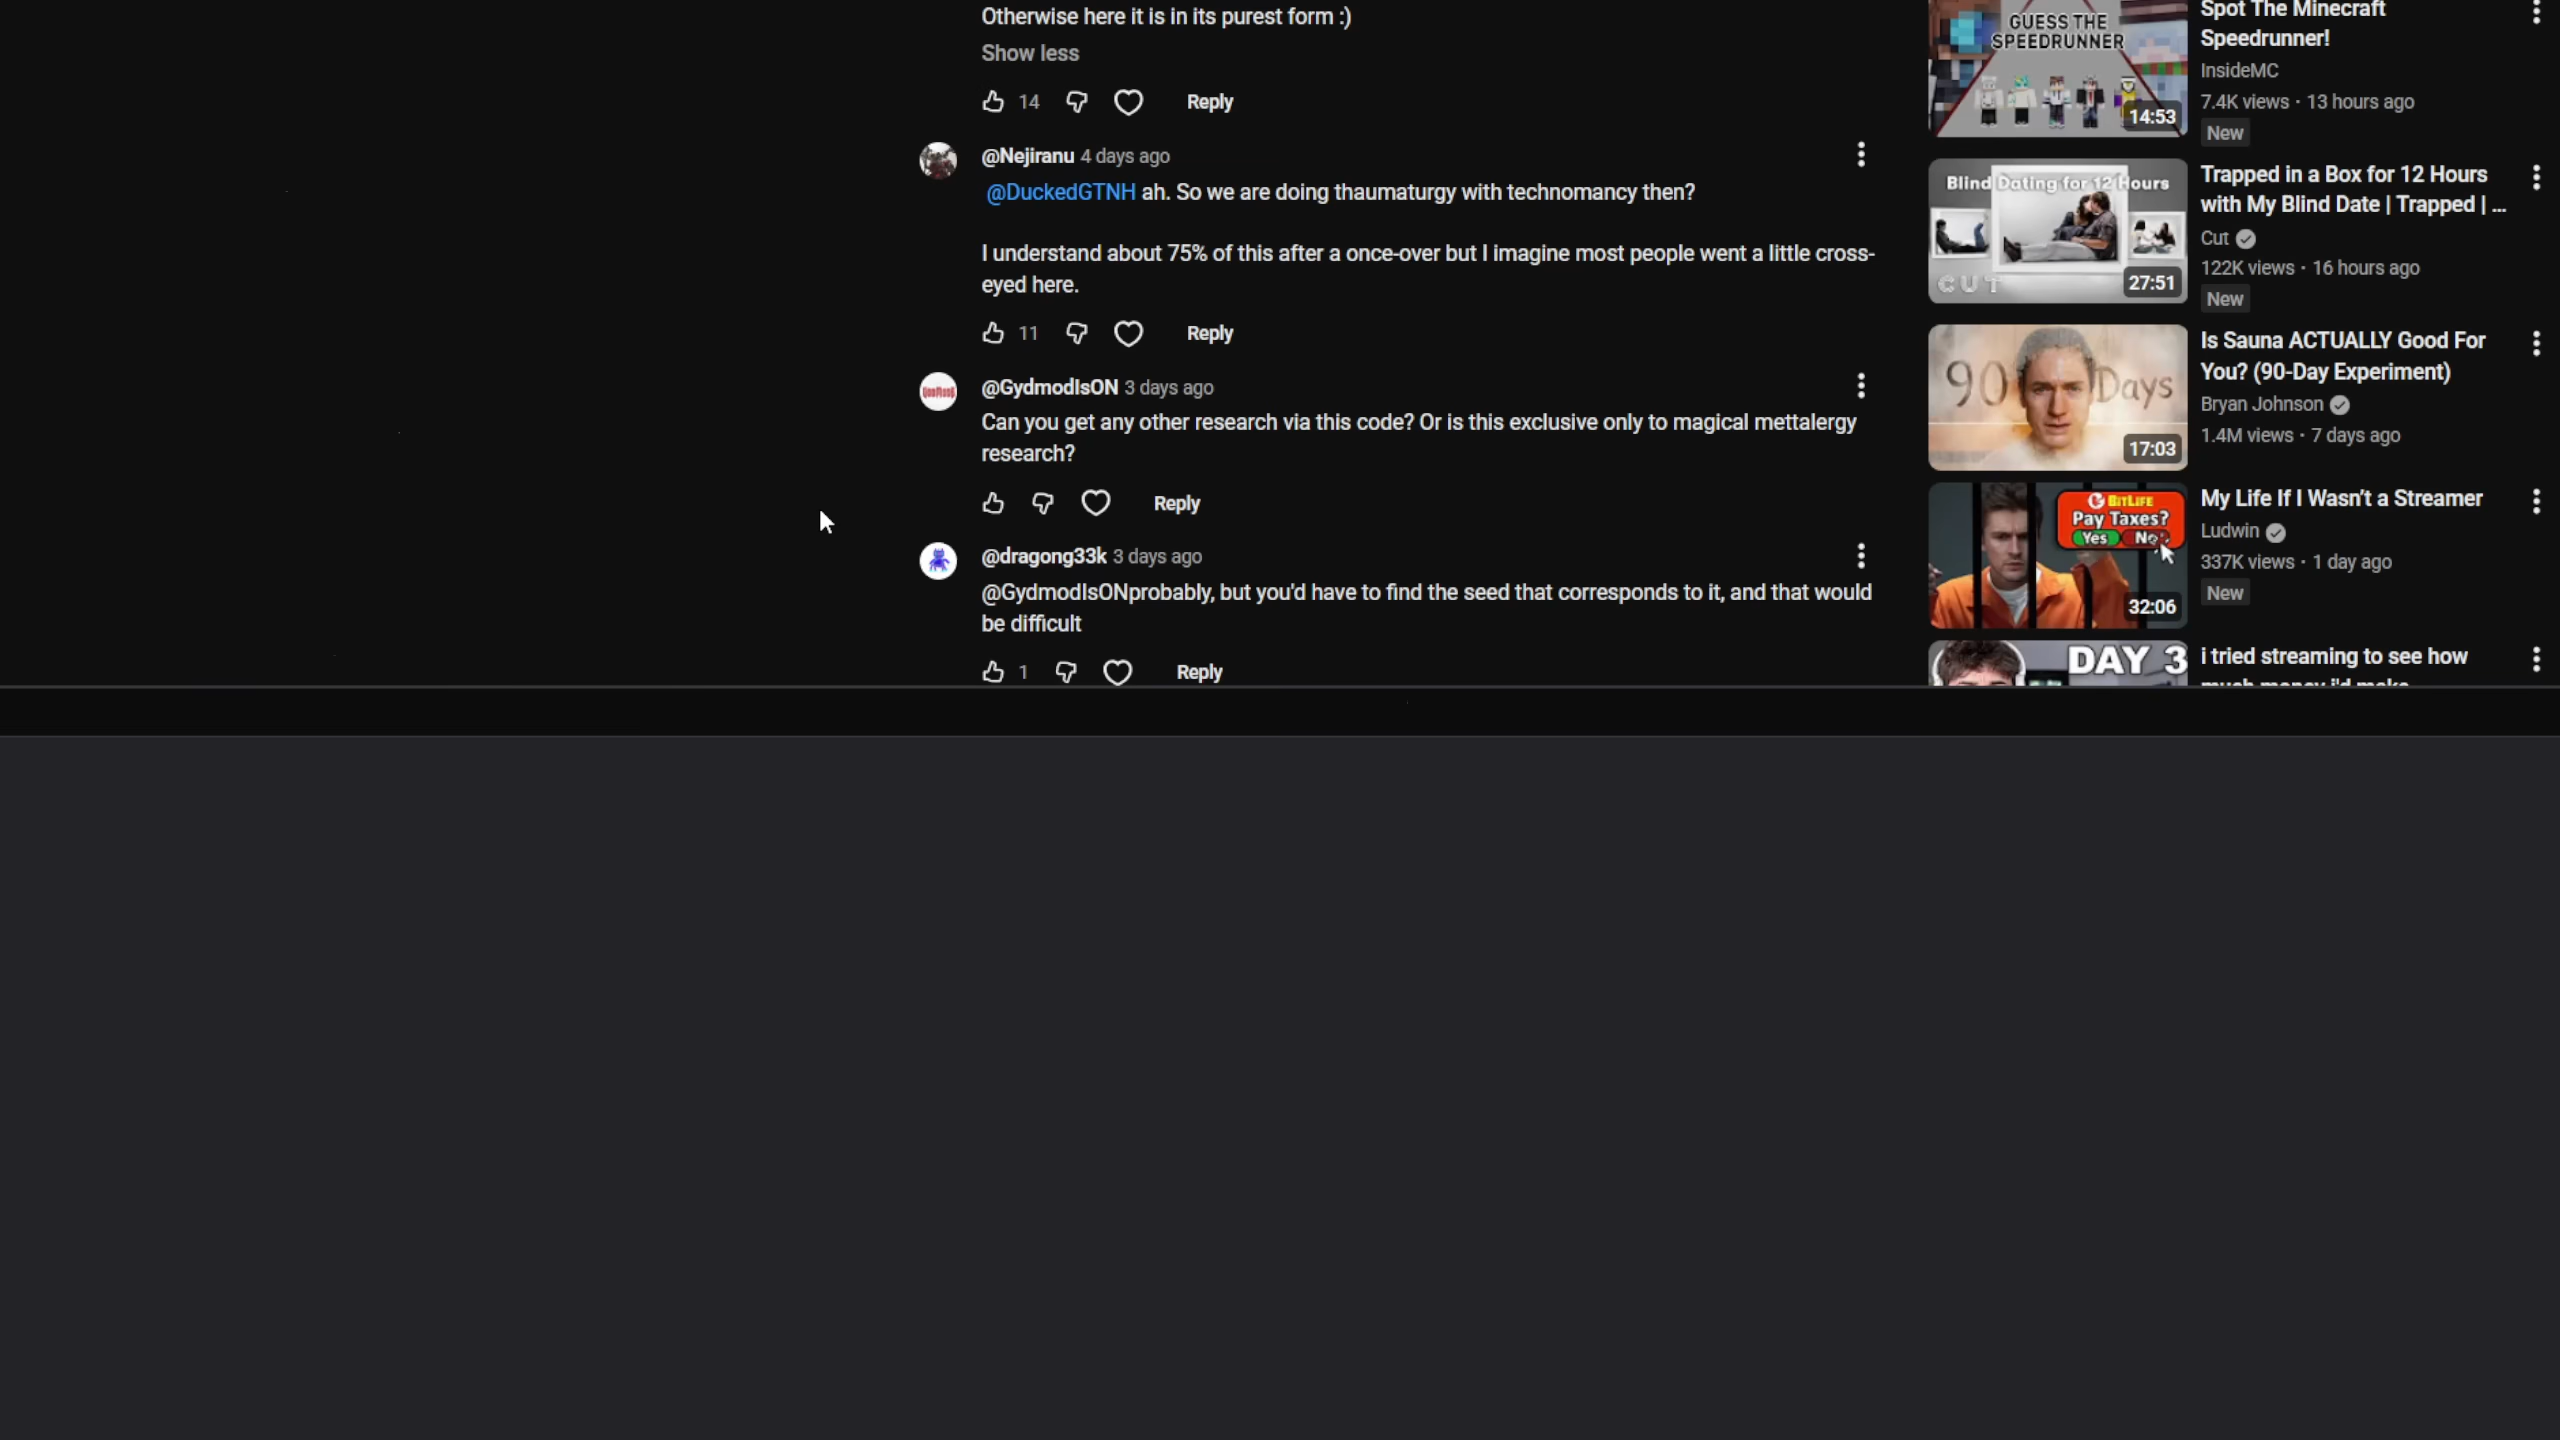 Otherwise here it is in its purest form :)
Show less
14
Reply
@Nejiranu 4 days ago
@DuckedGTNH ah. So we are doing thaumaturgy with technomancy then?
I understand about 75% of this after a once-over but I imagine most people went a little cross-
eyed here.
11
Reply
@GydmodIsON 3 days ago
Can you get any other research via this code? Or is this exclusive only to magical mettalergy
research?
Reply
@dragong33k 3 days ago
@GydmodIsONprobably, but you'd have to find the seed that corresponds to it, and that would
be difficult
1
Reply
GUESS THE
SPEEDRUNNER
14:53
Spot The Minecraft
Speedrunner!
InsideMC
7.4K views · 13 hours ago
New
Blind Dating for 12 Hours
CUT
27:51
Trapped in a Box for 12 Hours
with My Blind Date | Trapped | ...
Cut
122K views · 16 hours ago
New
90 Days
17:03
Is Sauna ACTUALLY Good For
You? (90-Day Experiment)
Bryan Johnson
1.4M views · 7 days ago
BITLIFE
Pay Taxes?
Yes No
32:06
My Life If I Wasn't a Streamer
Ludwin
337K views · 1 day ago
New
DAY 3
i tried streaming to see how
much money i'd make